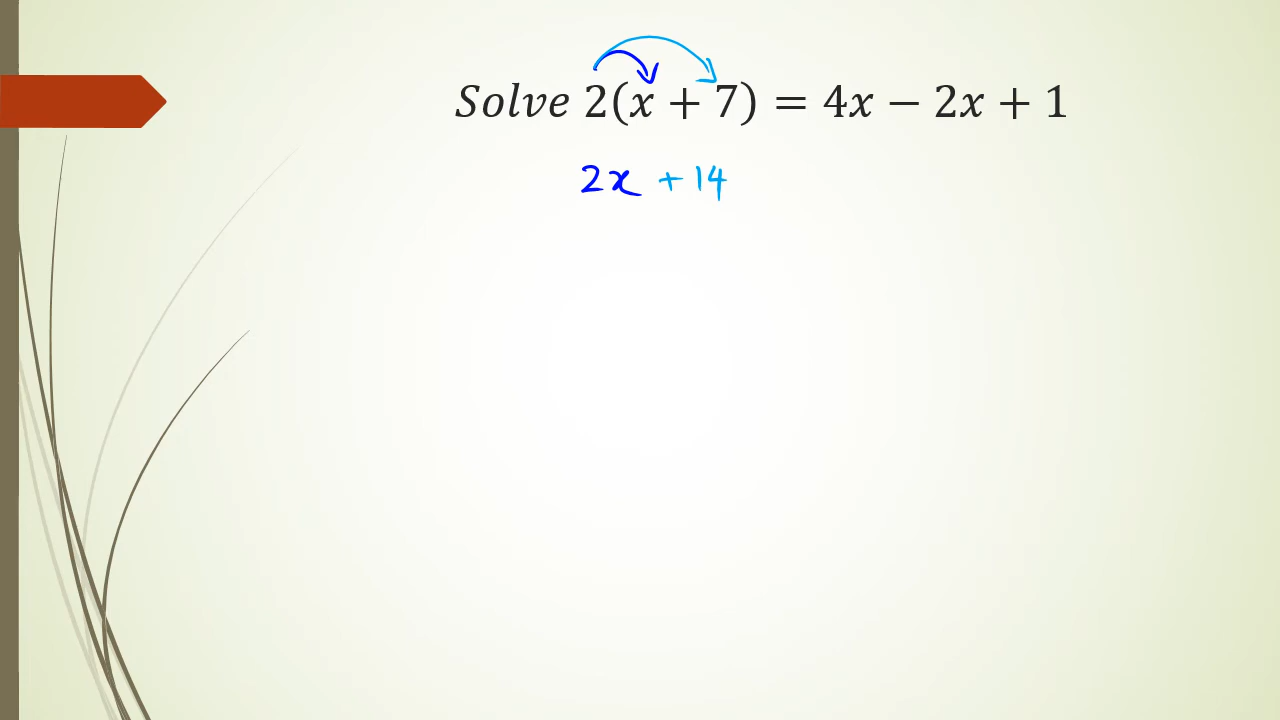 Solve 2(x + 7) = 4x − 2x + 1
2x + 14